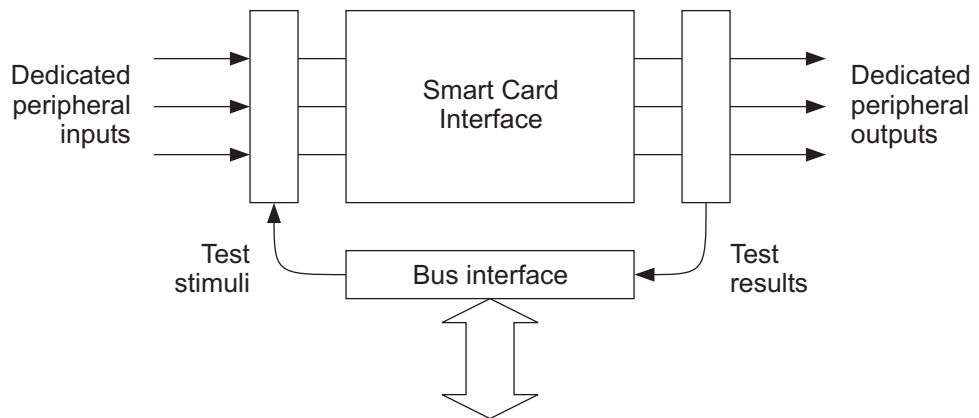 Dedicated
peripheral
inputs
Smart Card
Interface
Dedicated
peripheral
outputs
Test
stimuli
Bus interface
Test
results